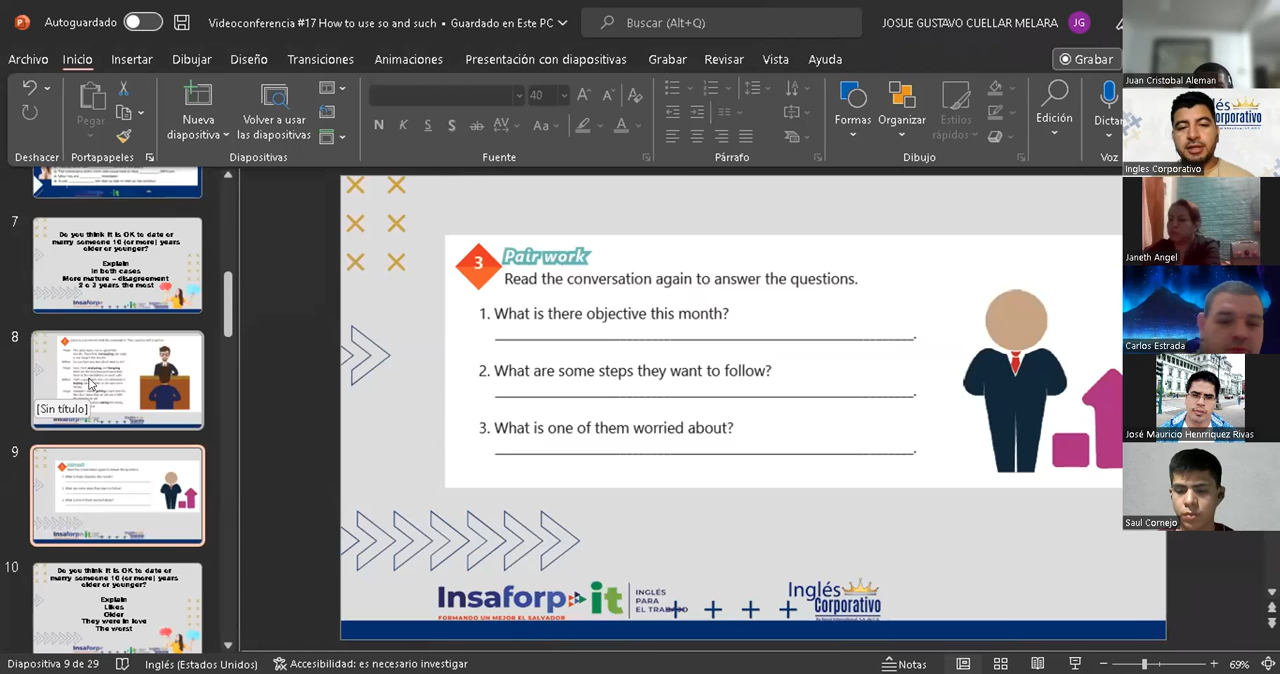 Autoguardado
Videoconferencia #17 How to use so and such • Guardado en Este PC
Buscar (Alt+Q)
JOSUE GUSTAVO CUELLAR MELARA
JG
Archivo Inicio Insertar Dibujar Diseño Transiciones Animaciones Presentación con diapositivas Grabar Revisar Vista Ayuda
Grabar
Pegar
Nueva diapositiva
Volver a usar las diapositivas
40
N K S S ab AV Aa A
Formas
Organizar
Estilos rápidos
Edición
Dictar
Deshacer
Portapapeles
Diapositivas
Fuente
Párrafo
Dibujo
Voz
7
Do you think it is OK to date or
marry someone 10 (or more) years
older or younger?
Explain
In both cases
More mature – disagreement
2 o 3 years the most
8
[Sin título]
9
10
Do you think it is OK to date or
marry someone 10 (or more) years
older or younger?
Explain
Likes
Older
They were in love
The worst
3
Pair work
Read the conversation again to answer the questions.
1. What is there objective this month?
2. What are some steps they want to follow?
3. What is one of them worried about?
Insaforp it
INGLÉS
PARA
EL TRABAJO
FORMANDO UN MEJOR EL SALVADOR
Inglés
Corporativo
Juan Cristobal Aleman
Ingles Corporativo
Janeth Angel
Carlos Estrada
José Mauricio Henrriquez Rivas
Saul Cornejo
Diapositiva 9 de 29
Inglés (Estados Unidos)
Accesibilidad: es necesario investigar
Notas
69%